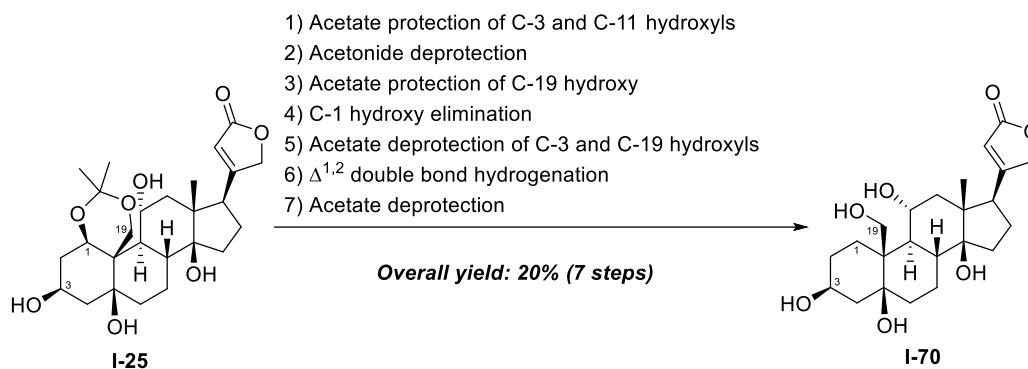 1) Acetate protection of C-3 and C-11 hydroxyls
2) Acetonide deprotection
3) Acetate protection of C-19 hydroxy
4) C-1 hydroxy elimination
5) Acetate deprotection of C-3 and C-19 hydroxyls
6) Δ1,2 double bond hydrogenation
7) Acetate deprotection
Overall yield: 20% (7 steps)
O
O
OH
O
O
19
1
H
H
OH
3
HO
OH
I-25
O
O
HO
HO
19
1
H
H
OH
3
HO
OH
I-70